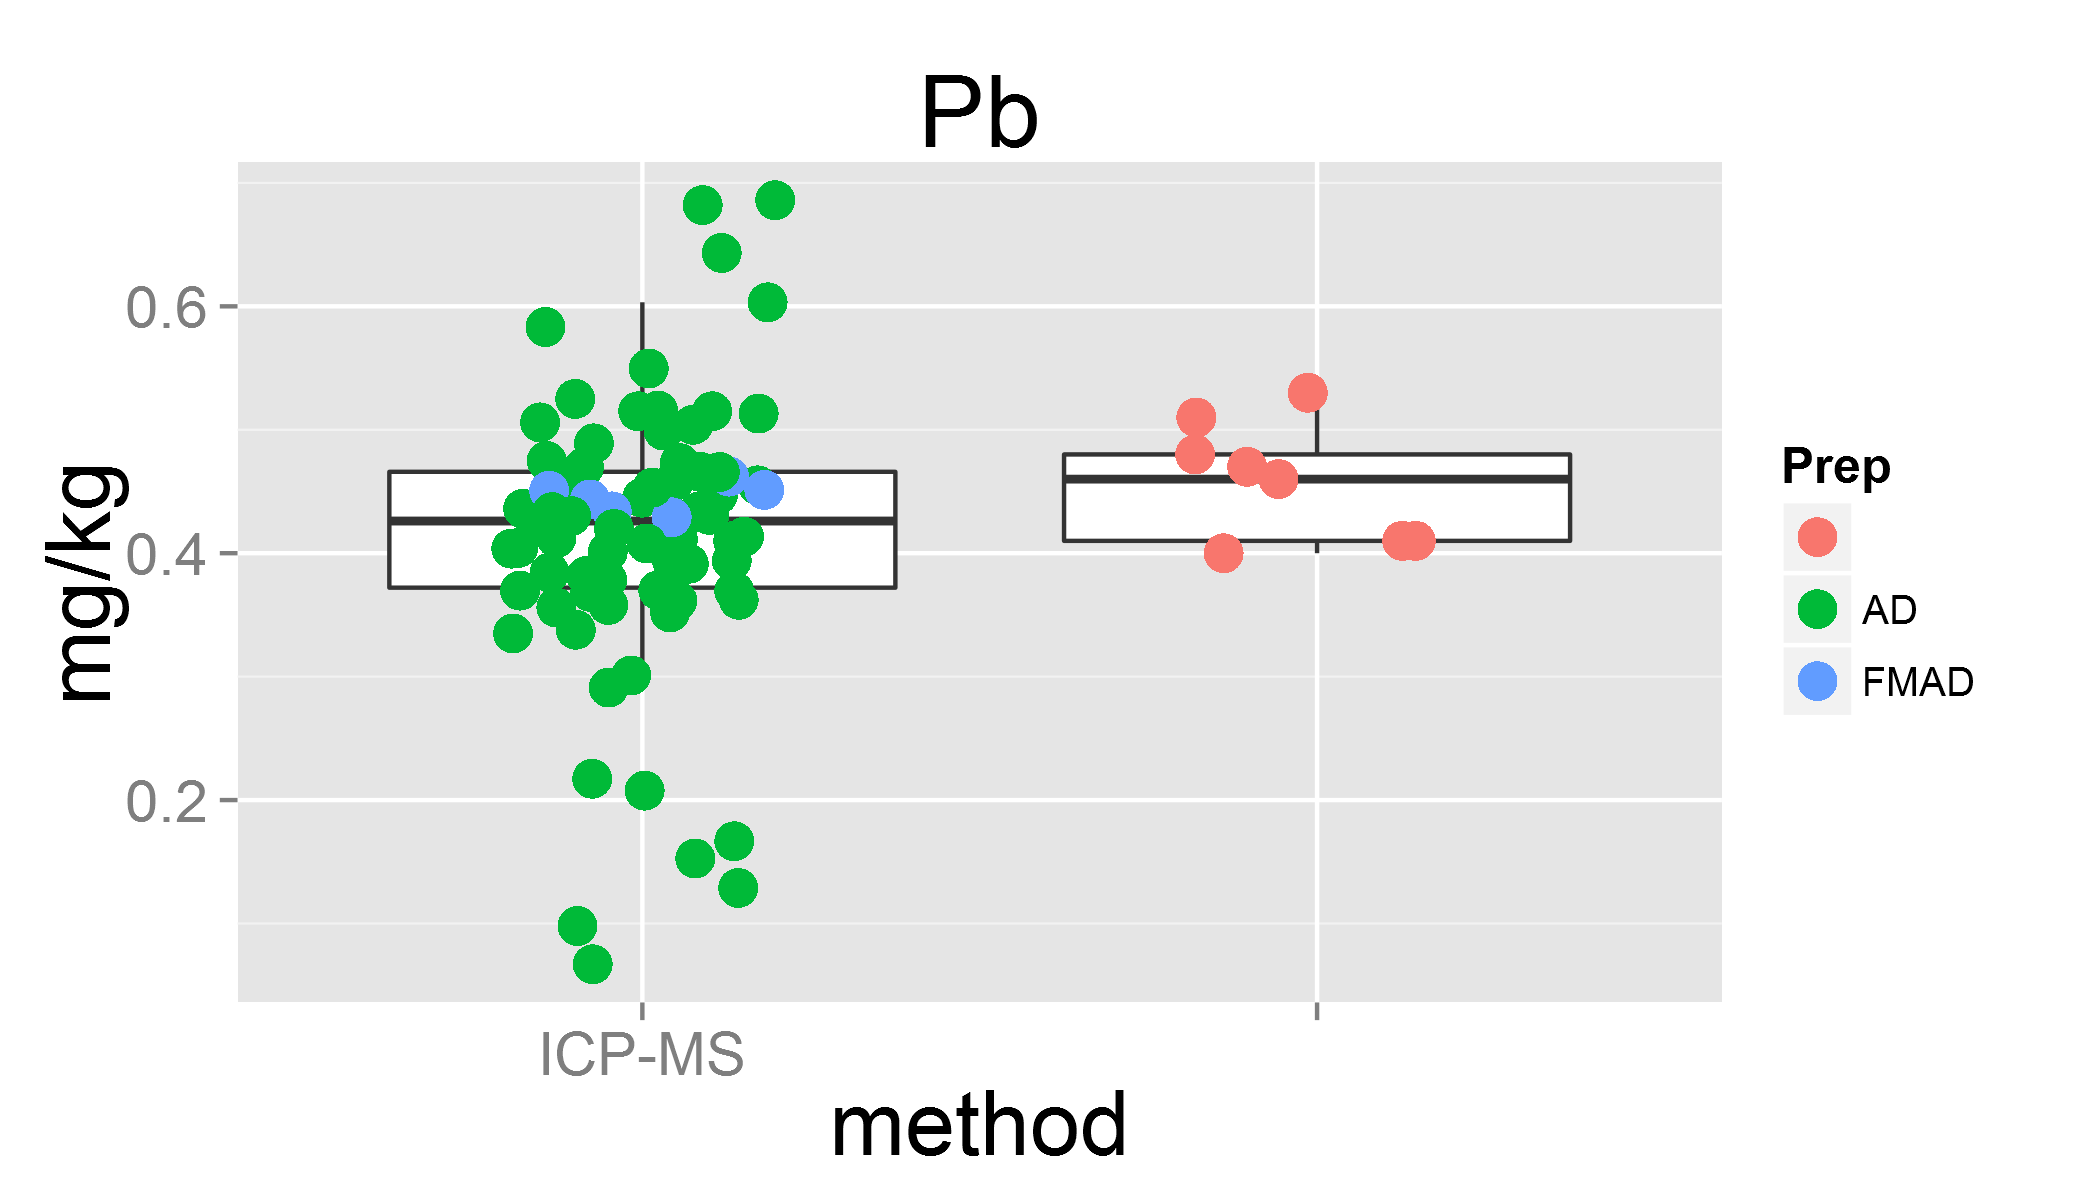 Pb
mg/kg
0.6
0.4
0.2
ICP-MS
method
Prep
AD
FMAD